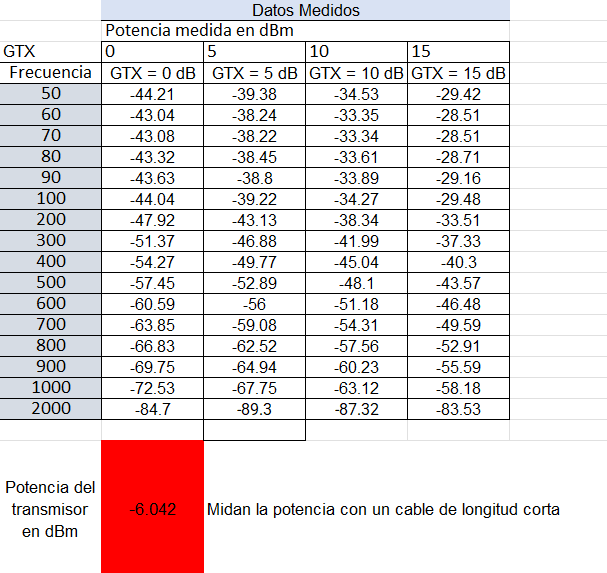 Datos Medidos
Potencia medida en dBm
GTX 0 5 10 15
Frecuencia GTX = 0 dB GTX = 5 dB GTX = 10 dB GTX = 15 dB
50 -44.21 -39.38 -34.53 -29.42
60 -43.04 -38.24 -33.35 -28.51
70 -43.08 -38.22 -33.34 -28.51
80 -43.32 -38.45 -33.61 -28.71
90 -43.63 -38.8 -33.89 -29.16
100 -44.04 -39.22 -34.27 -29.48
200 -47.92 -43.13 -38.34 -33.51
300 -51.37 -46.88 -41.99 -37.33
400 -54.27 -49.77 -45.04 -40.3
500 -57.45 -52.89 -48.1 -43.57
600 -60.59 -56 -51.18 -46.48
700 -63.85 -59.08 -54.31 -49.59
800 -66.83 -62.52 -57.56 -52.91
900 -69.75 -64.94 -60.23 -55.59
1000 -72.53 -67.75 -63.12 -58.18
2000 -84.7 -89.3 -87.32 -83.53
Potencia del
transmisor
en dBm
-6.042
Midan la potencia con un cable de longitud corta